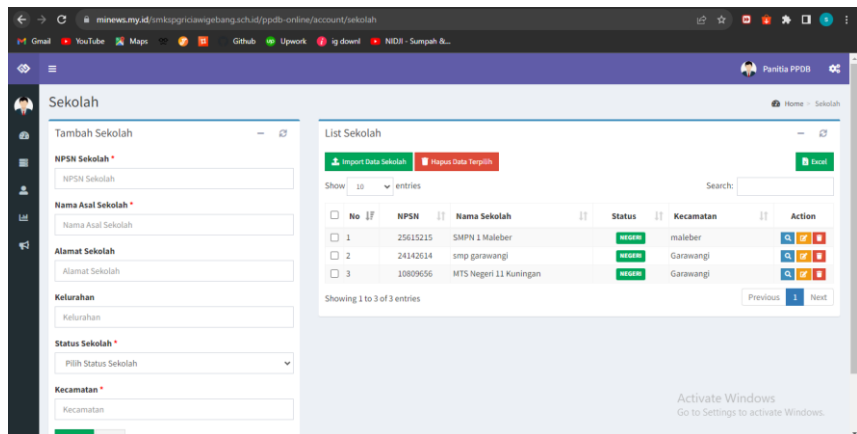 minews.my.id/smkspgriciawigebang.sch.id/ppdb-online/account/sekolah
Gmail YouTube Maps Github Upwork ig downl NIDJI - Sumpah &...
Panitia PPDB
Sekolah
Home - Sekolah
Tambah Sekolah
NPSN Sekolah *
NPSN Sekolah
Nama Asal Sekolah *
Nama Asal Sekolah
Alamat Sekolah
Alamat Sekolah
Kelurahan
Kelurahan
Status Sekolah *
Pilih Status Sekolah
Kecamatan *
Kecamatan
List Sekolah
Import Data Sekolah Hapus Data Terpilih Excel
Show 10 entries Search:
No NPSN Nama Sekolah Status Kecamatan Action
1 25615215 SMPN 1 Maleber NEGERI maleber
2 24142614 smp garawangi NEGERI Garawangi
3 10809656 MTS Negeri 11 Kuningan NEGERI Garawangi
Showing 1 to 3 of 3 entries Previous 1 Next
Activate Windows
Go to Settings to activate Windows.